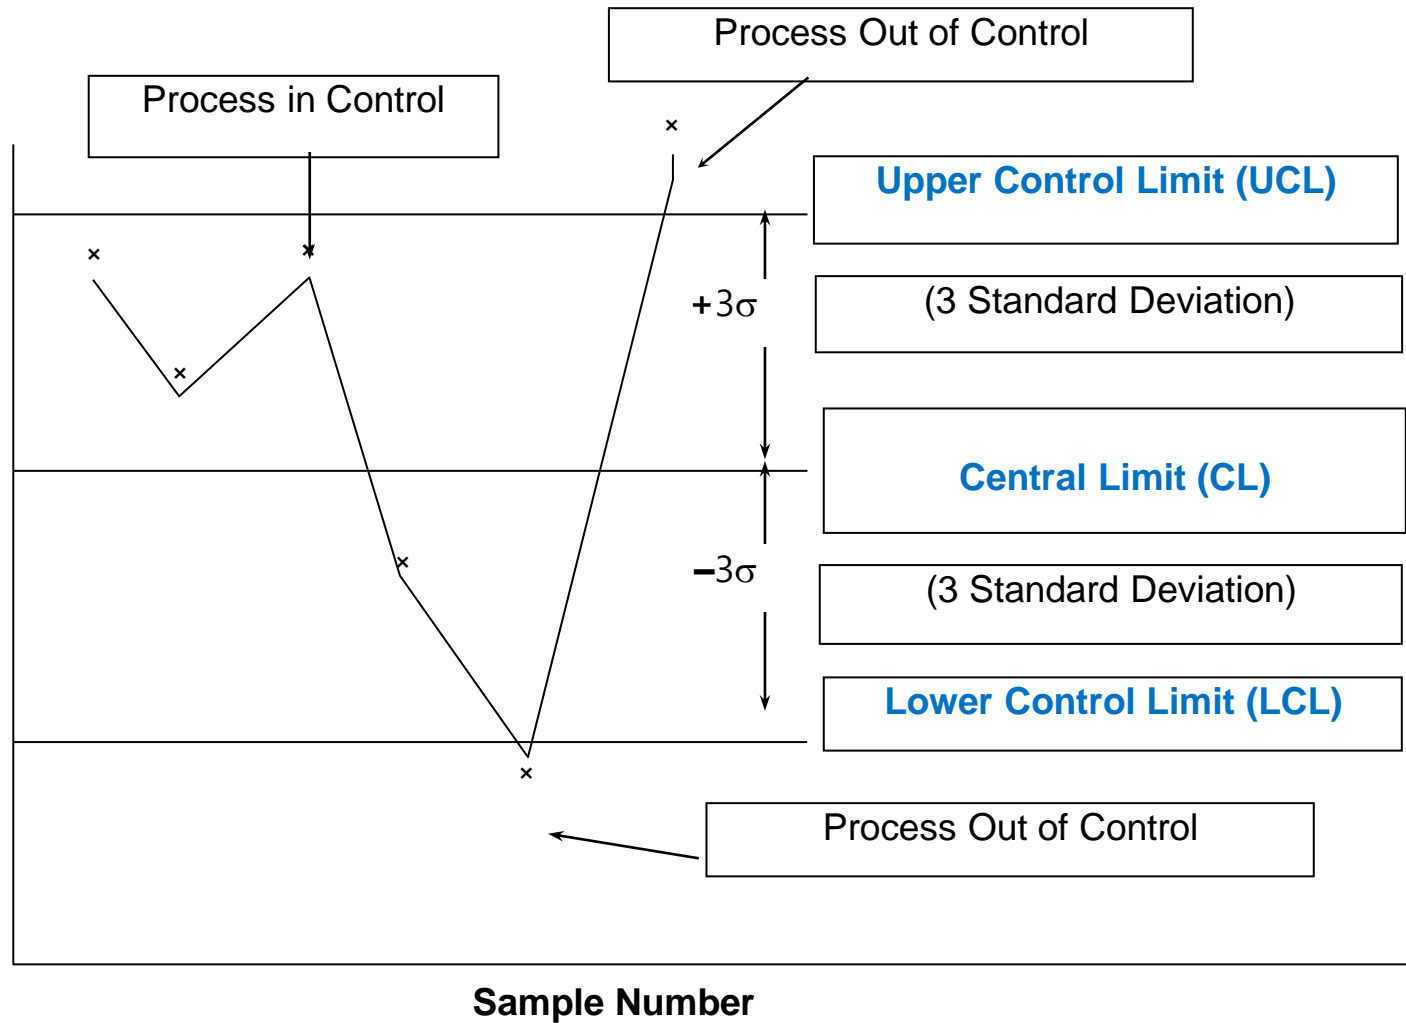 Process Out of Control
Process in Control
Upper Control Limit (UCL)
+3σ
(3 Standard Deviation)
Central Limit (CL)
−3σ
(3 Standard Deviation)
Lower Control Limit (LCL)
Process Out of Control
Sample Number